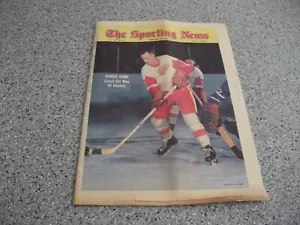 The Sporting News
GORDIE HOWE:
Grand Old Man
Of Hockey